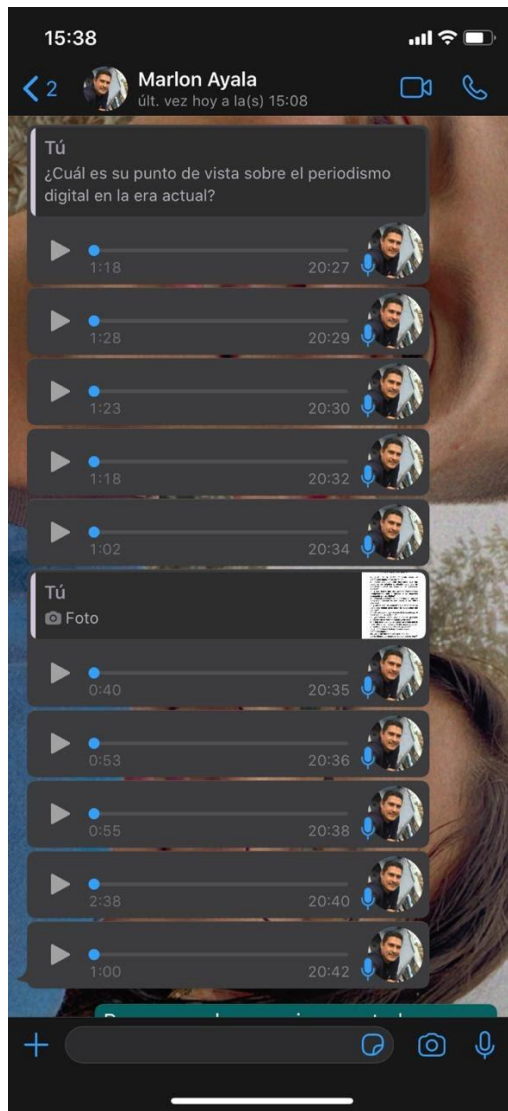 15:38
2
Marlon Ayala
últ. vez hoy a la(s) 15:08
Tú
¿Cuál es su punto de vista sobre el periodismo
digital en la era actual?
1:18 20:27
1:28 20:29
1:23 20:30
1:18 20:32
1:02 20:34
Tú
Foto
0:40 20:35
0:53 20:36
0:55 20:38
2:38 20:40
1:00 20:42